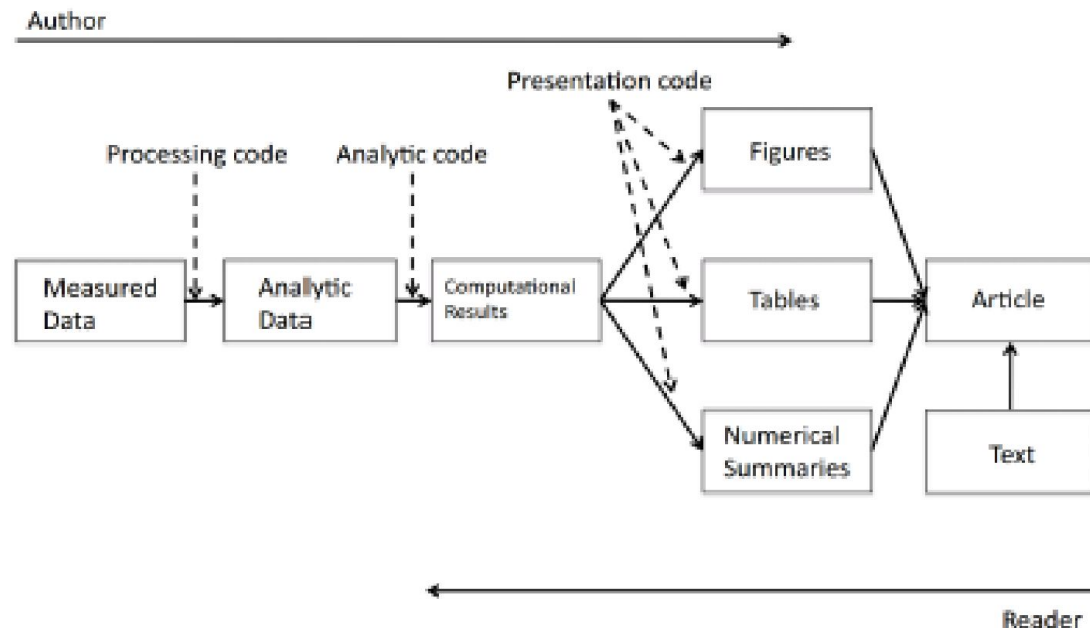 Author
Presentation code
Processing code
Analytic code
Figures
Measured
Data
Analytic
Data
Computational
Results
Tables
Article
Numerical
Summaries
Text
Reader